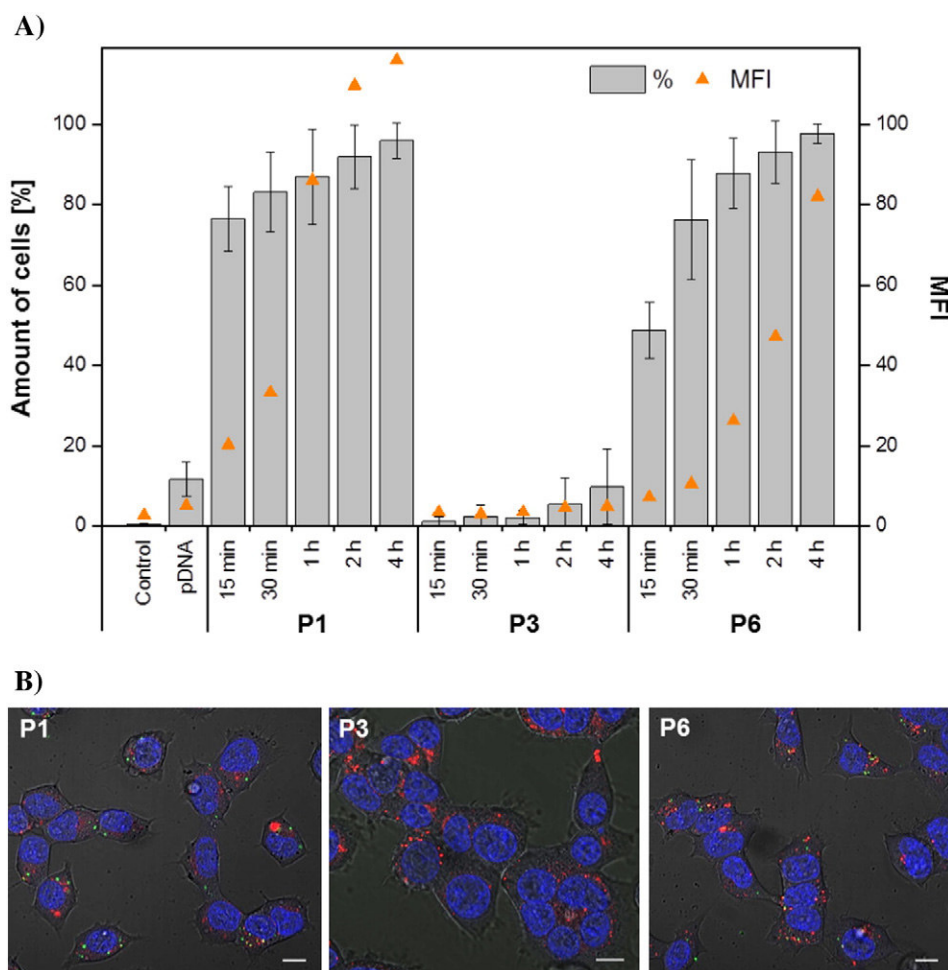 A)
% MFI
Amount of cells [%]
100
80
60
40
20
0
100
80
60
40
20
0
MFI
Control pDNA 15 min 30 min 1 h 2 h 4 h 15 min 30 min 1 h 2 h 4 h 15 min 30 min 1 h 2 h 4 h
P1 P3 P6
B)
P1 P3 P6